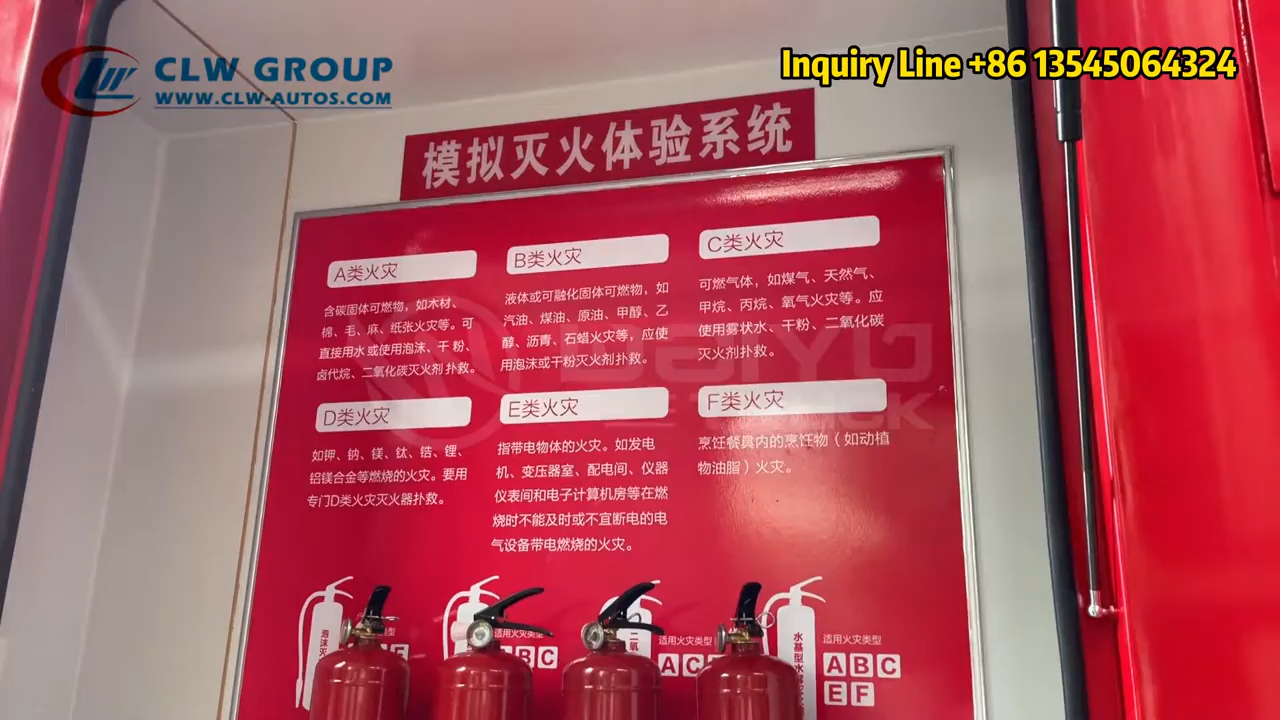 CLW GROUP
WWW.CLW-AUTOS.COM
Inquiry Line +86 13545064324
模拟灭火体验系统
A类火灾
含碳固体可燃物，如木材、
棉、毛、麻、纸张火灾等。可
直接用水或使用泡沫、干粉、
卤代烷、二氧化碳灭火剂扑救。
B类火灾
液体或可融化固体可燃物，如
汽油、煤油、原油、甲醇、乙
醇、沥青、石蜡火灾等，应使
用泡沫或干粉灭火剂扑救。
C类火灾
可燃气体，如煤气、天然气、
甲烷、丙烷、氧气火灾等。应
使用雾状水、干粉、二氧化碳
灭火剂扑救。
D类火灾
如钾、钠、镁、钛、锆、锂、
铝镁合金等燃烧的火灾。要用
专门D类火灾灭火器扑救。
E类火灾
指带电物体的火灾。如发电
机、变压器室、配电间、仪器
仪表间和电子计算机房等在燃
烧时不能及时或不宜断电的电
气设备带电燃烧的火灾。
F类火灾
烹饪餐具内的烹饪物（如动植
物油脂）火灾。
泡沫灭
型
F
适用火灾类型
B C
二氧
适用火灾类型
A C
水基型水
适用火灾类型
A B C
E F